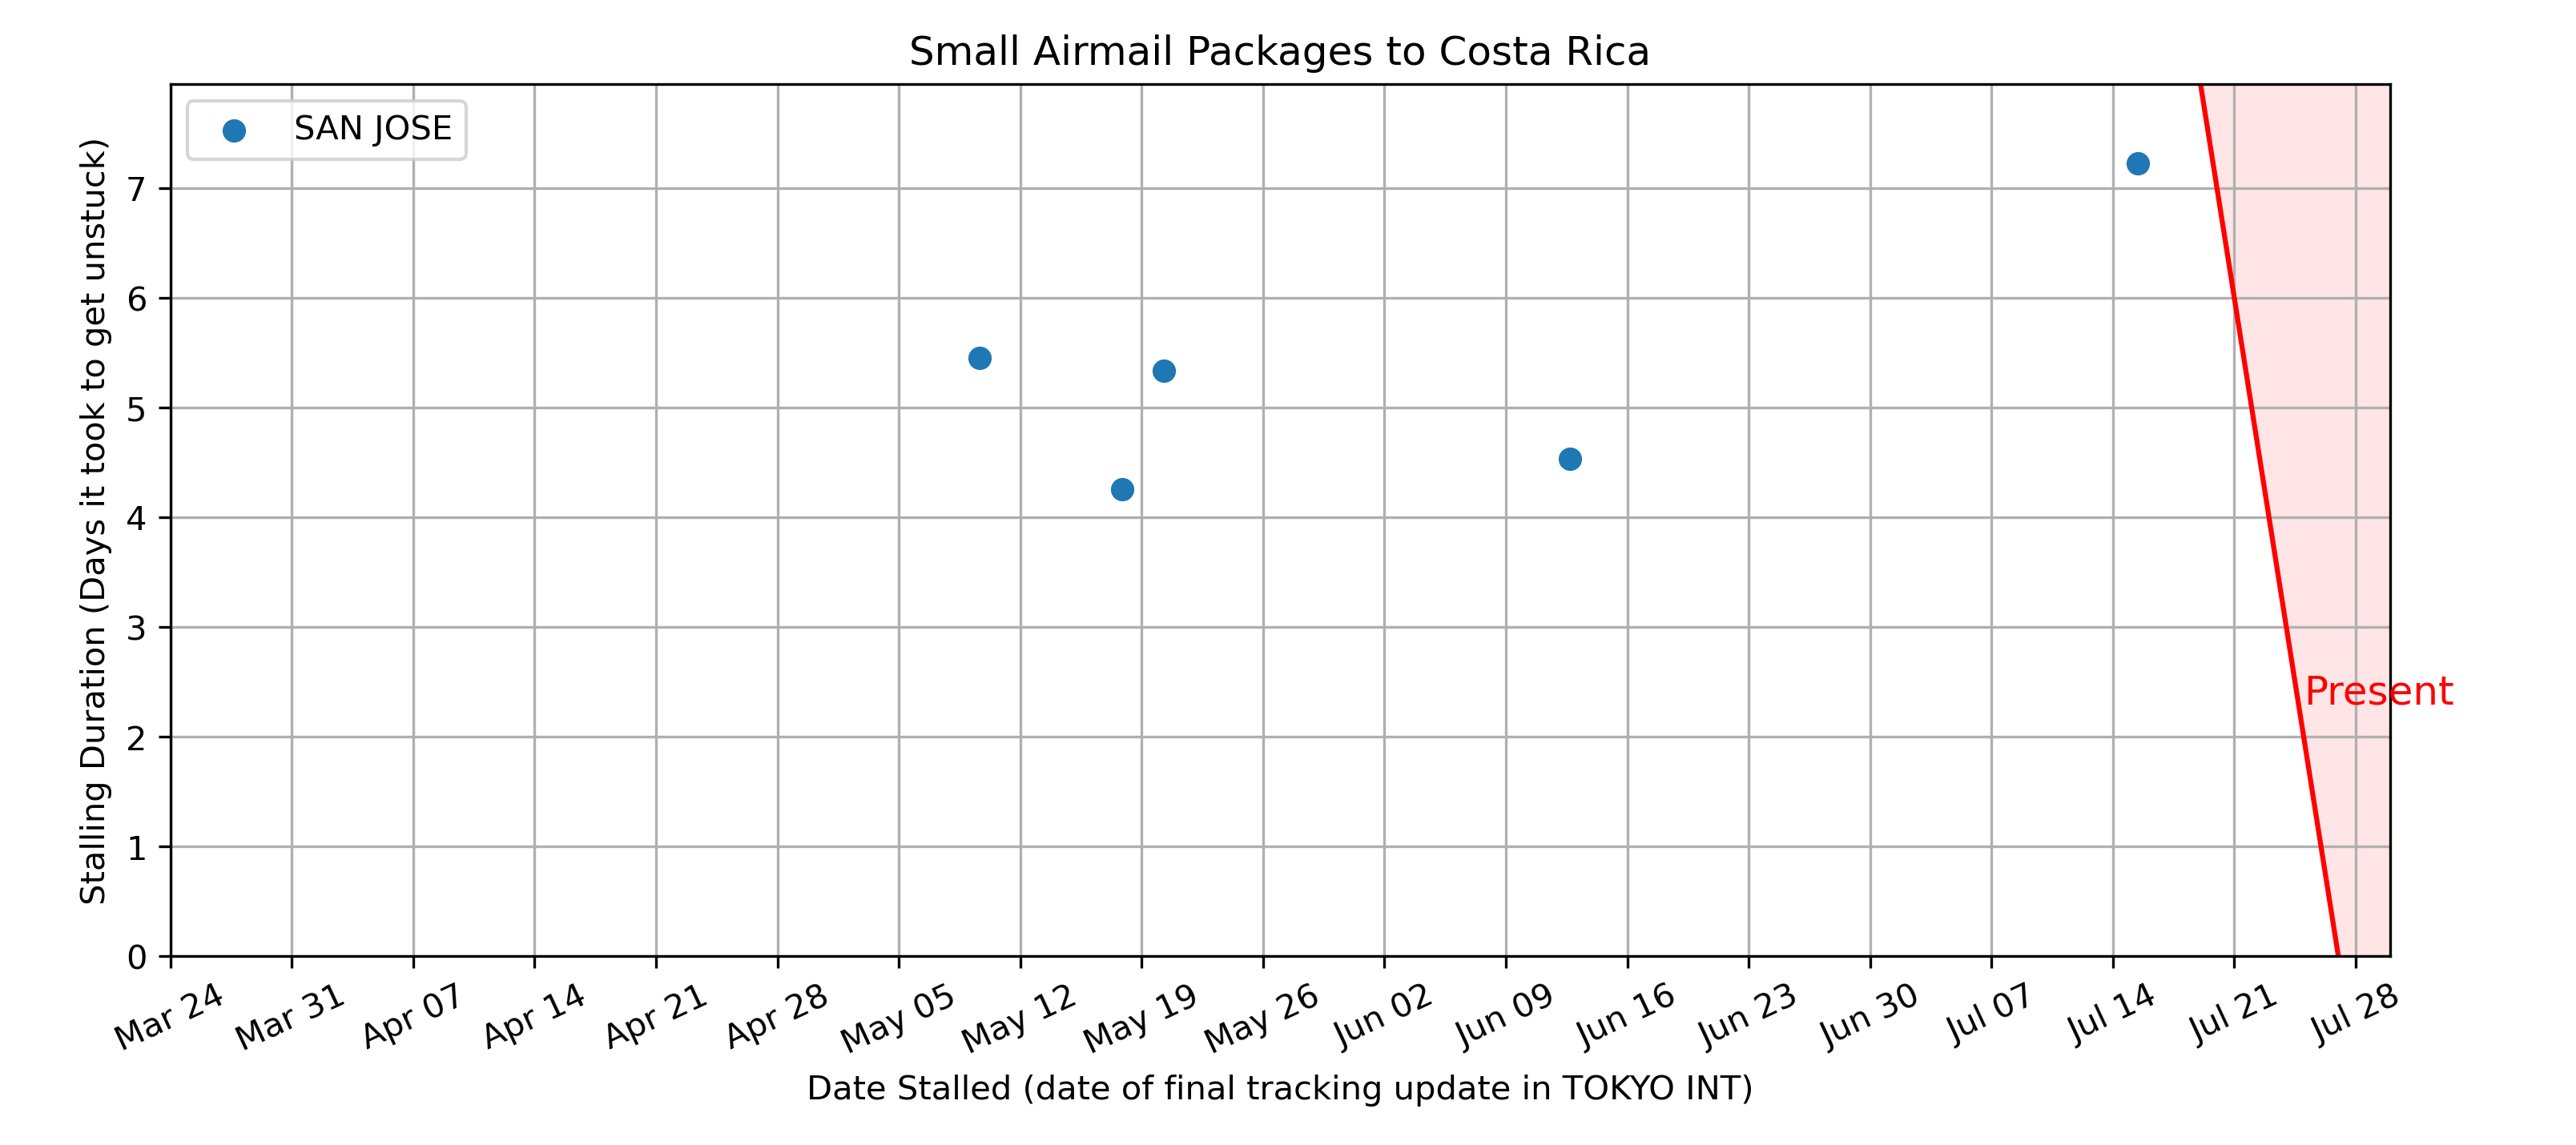 Small Airmail Packages to Costa Rica
SAN JOSE
Stalling Duration (Days it took to get unstuck)
7
6
5
4
3
2
1
0
Present
Mar 24
Mar 31
Apr 07
Apr 14
Apr 21
Apr 28
May 05
May 12
May 19
May 26
Jun 02
Jun 09
Jun 16
Jun 23
Jun 30
Jul 07
Jul 14
Jul 21
Jul 28
Date Stalled (date of final tracking update in TOKYO INT)